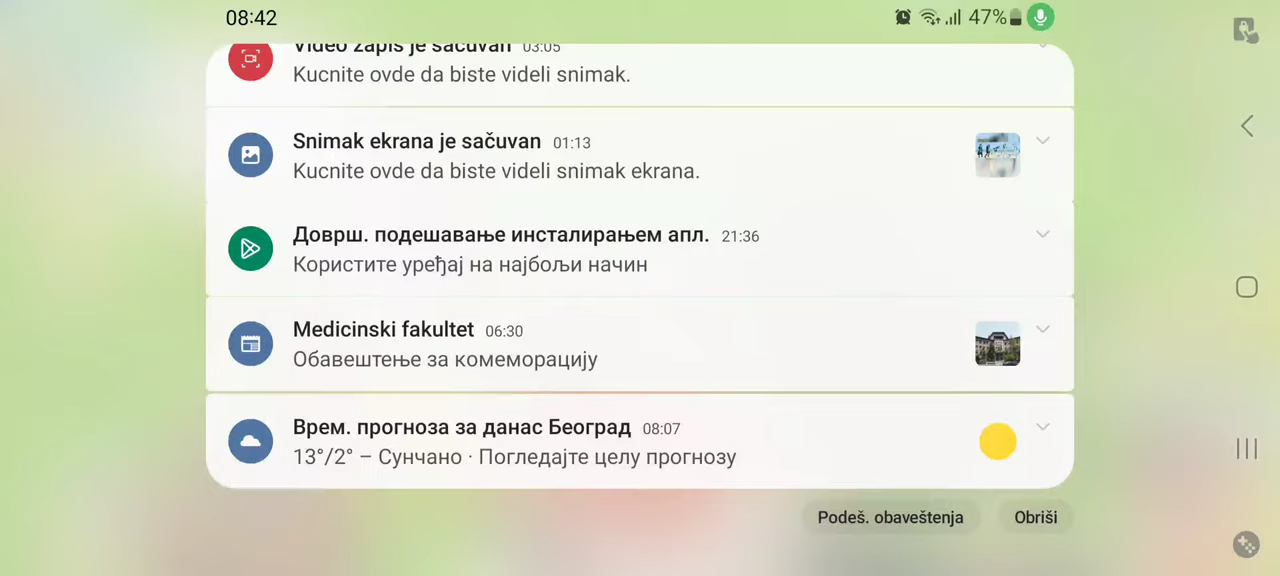 08:42
47%
Video zapis je sačuvan 03:05
Kucnite ovde da biste videli snimak.
Snimak ekrana je sačuvan 01:13
Kucnite ovde da biste videli snimak ekrana.
Доврш. подешавање инсталирањем апл. 21:36
Користите уређај на најбољи начин
Medicinski fakultet 06:30
Обавештење за комеморацију
Врем. прогноза за данас Београд 08:07
13°/2° – Сунчано · Погледајте целу прогнозу
Podeš. obaveštenja
Obriši